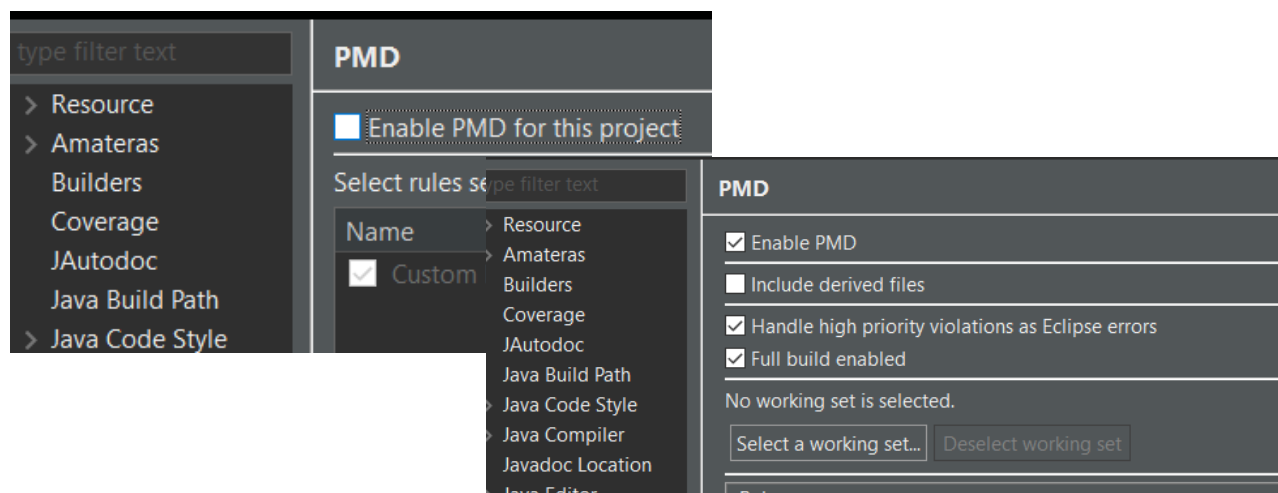 type filter text
Resource
Amateras
Builders
Coverage
JAutodoc
Java Build Path
Java Code Style
PMD
Enable PMD for this project
Select rules
Name
Custom
filter text
Resource
Amateras
Builders
Coverage
JAutodoc
Java Build Path
Java Code Style
Java Compiler
Javadoc Location
Java Editor
PMD
Enable PMD
Include derived files
Handle high priority violations as Eclipse errors
Full build enabled
No working set is selected.
Select a working set...
Deselect working set